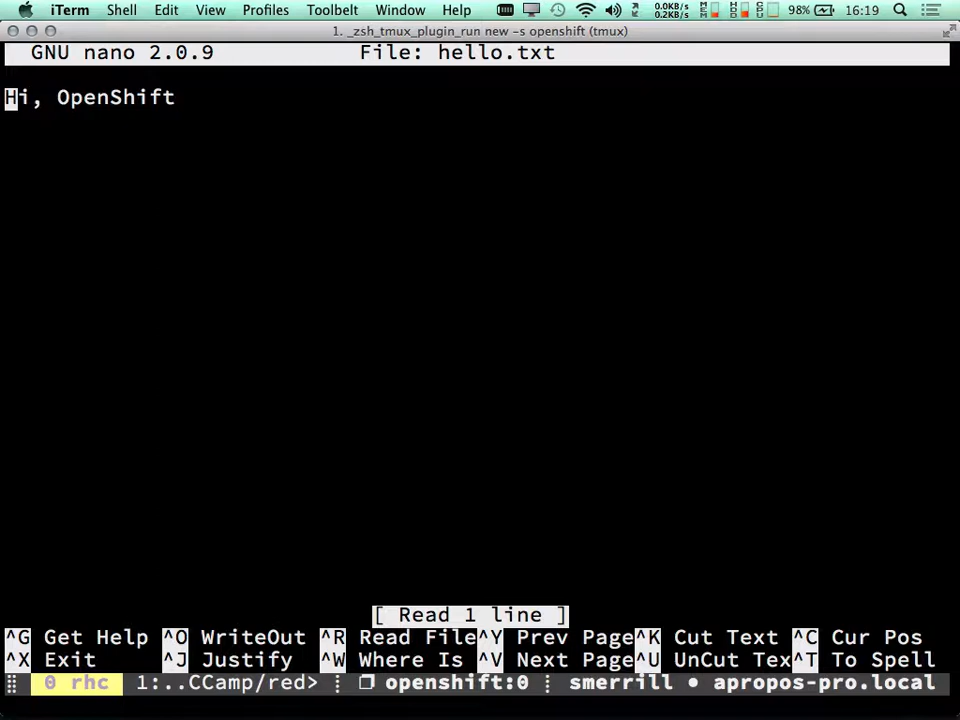 iTerm Shell Edit View Profiles Toolbelt Window Help 0.0KB/s 0.2KB/s MEM HDD CPU 98% 16:19
1. _zsh_tmux_plugin_run new -s openshift (tmux)
GNU nano 2.0.9 File: hello.txt
Hi, OpenShift
[ Read 1 line ]
^G Get Help ^O WriteOut ^R Read File^Y Prev Page^K Cut Text ^C Cur Pos
^X Exit ^J Justify ^W Where Is ^V Next Page^U UnCut Tex^T To Spell
0 rhc 1:..CCamp/red> openshift:0 smerrill • apropos-pro.local